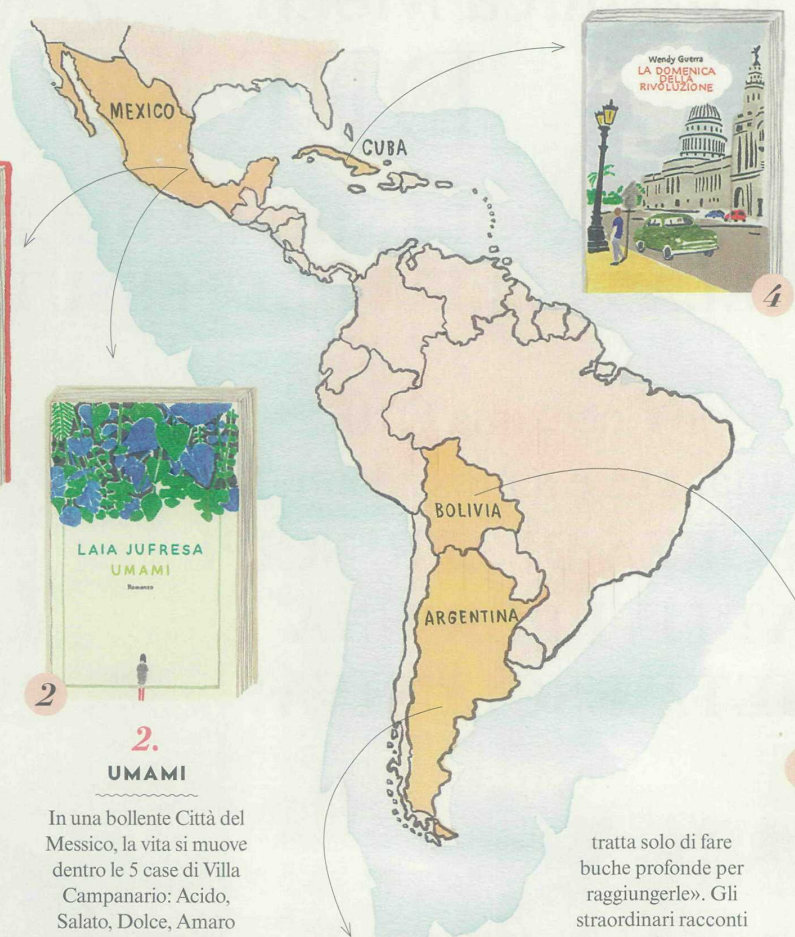 MEXICO
CUBA
Wendy Guerra
LA DOMENICA
DELLA
RIVOLUZIONE
4
LAIA JUFRESA
UMAMI
Romanzo
2
BOLIVIA
ARGENTINA
2.
UMAMI
In una bollente Città del
Messico, la vita si muove
dentro le 5 case di Villa
Campanario: Acido,
Salato, Dolce, Amaro
tratta solo di fare
buche profonde per
raggiungerle». Gli
straordinari racconti